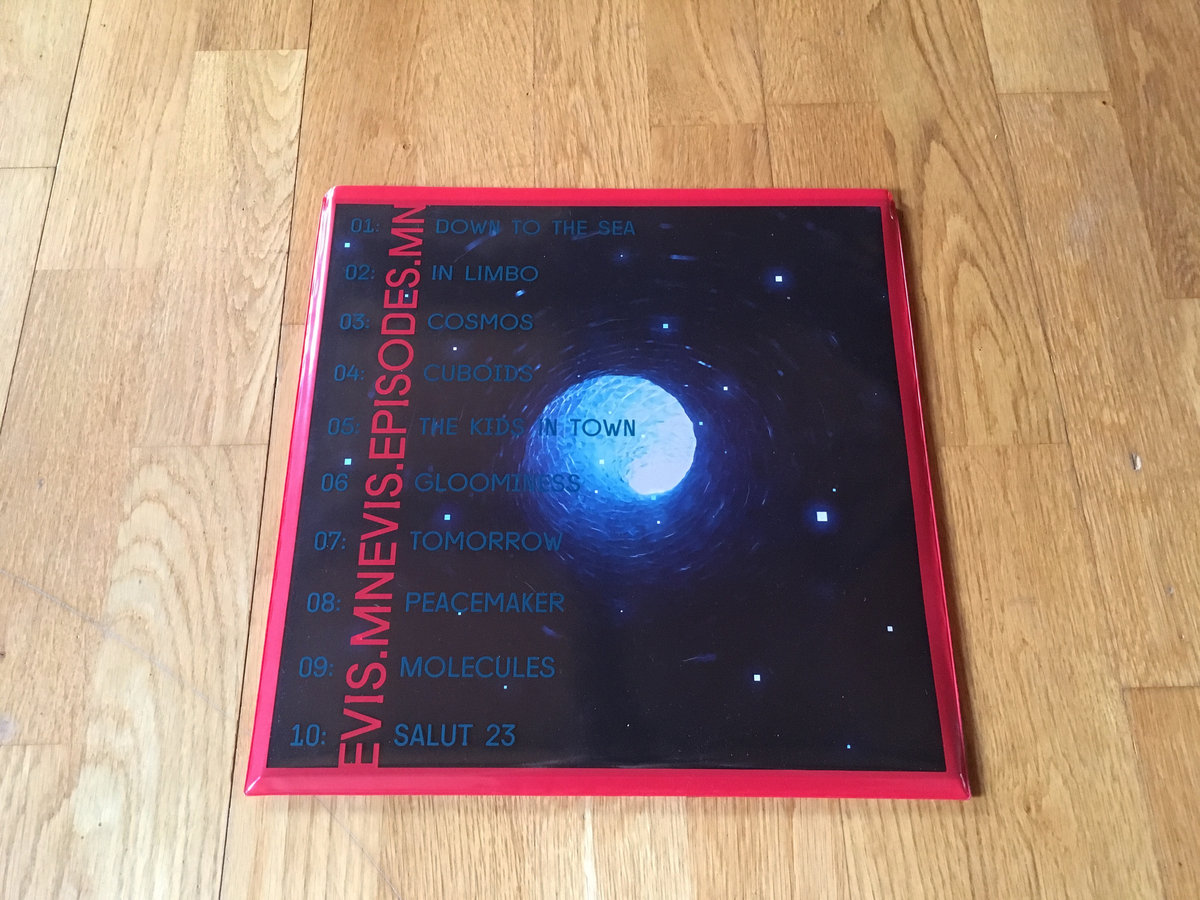 01: DOWN TO THE SEA
02: IN LIMBO
03: COSMOS
04: CUBOIDS
05: THE KIDS IN TOWN
06 GLOOMINESS
07: TOMORROW
08: PEACEMAKER
09: MOLECULES
10: SALUT 23
EVIS.MNEVIS.EPISODES.MN